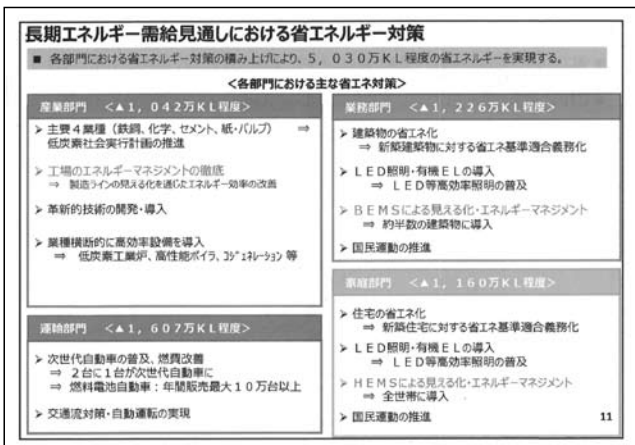 長期エネルギー需給見通しにおける省エネルギー対策
■ 各部門における省エネルギー対策の積み上げにより、5,030万KL程度の省エネルギーを実現する。
<各部門における主な省エネ対策>
産業部門 <▲1,042万KL程度>
➢ 主要4業種(鉄鋼、化学、セメント、紙・パルプ) ⇒
低炭素社会実行計画の推進
➢ 工場のエネルギーマネジメントの徹底
⇒ 製造ラインの見える化を通じたエネルギー効率の改善
➢ 革新的技術の開発・導入
➢ 業種横断的に高効率設備を導入
⇒ 低炭素工業炉、高性能ボイラ、コジェネレーション 等
運輸部門 <▲1,607万KL程度>
➢ 次世代自動車の普及、燃費改善
⇒ 2台に1台が次世代自動車に
⇒ 燃料電池自動車:年間販売最大10万台以上
➢ 交通流対策・自動運転の実現
業務部門 <▲1,226万KL程度>
➢ 建築物の省エネ化
⇒ 新築建築物に対する省エネ基準適合義務化
➢ LED照明・有機ELの導入
⇒ LED等高効率照明の普及
➢ BEMSによる見える化・エネルギーマネジメント
⇒ 約半数の建築物に導入
➢ 国民運動の推進
家庭部門 <▲1,160万KL程度>
➢ 住宅の省エネ化
⇒ 新築住宅に対する省エネ基準適合義務化
➢ LED照明・有機ELの導入
⇒ LED等高効率照明の普及
➢ HEMSによる見える化・エネルギーマネジメント
⇒ 全世帯に導入
➢ 国民運動の推進
11